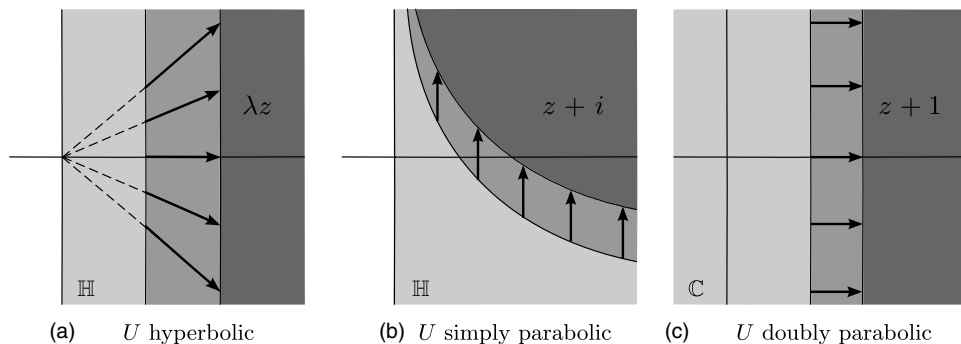 λz
z + i
z + 1
ℍ
ℍ
ℂ
(a) U hyperbolic
(b) U simply parabolic
(c) U doubly parabolic